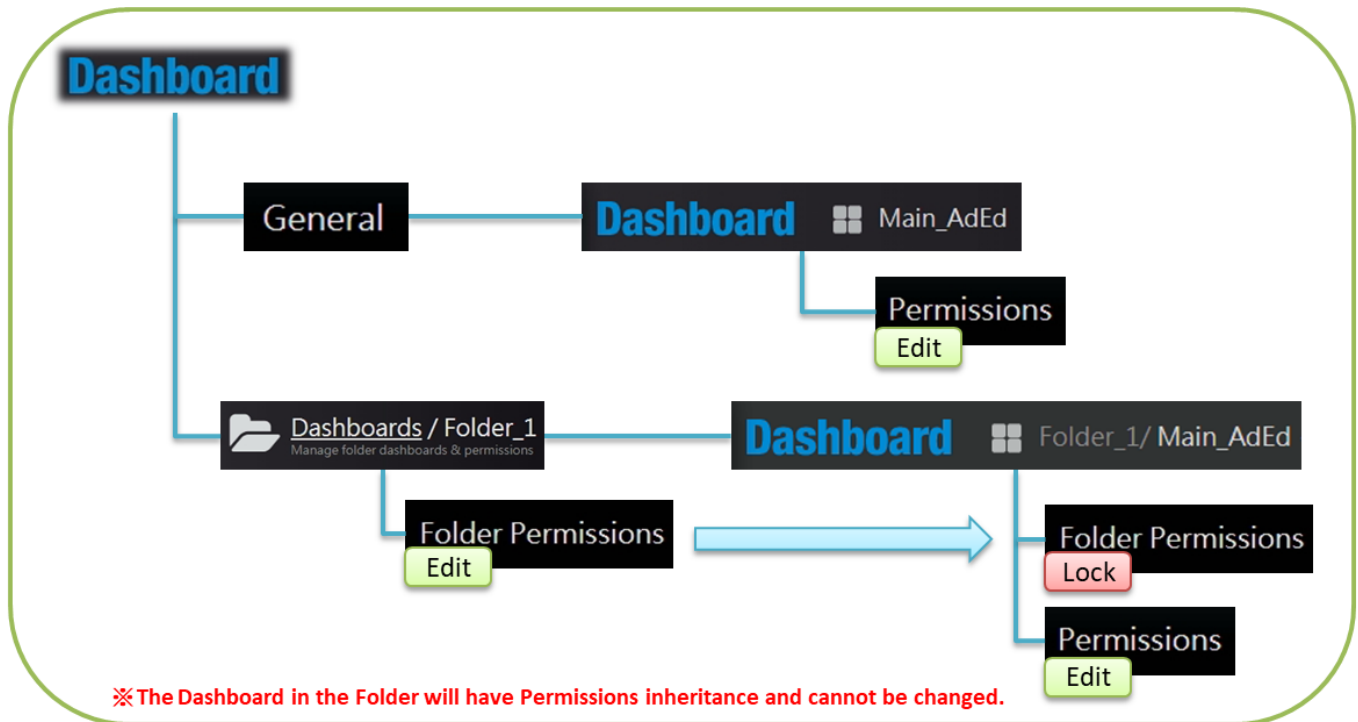 Dashboard
General
Dashboard Main_AdEd
Permissions
Edit
Dashboards / Folder_1
Manage folder dashboards & permissions
Dashboard Folder_1/ Main_AdEd
Folder Permissions
Edit
Folder Permissions
Lock
Permissions
Edit
※The Dashboard in the Folder will have Permissions inheritance and cannot be changed.